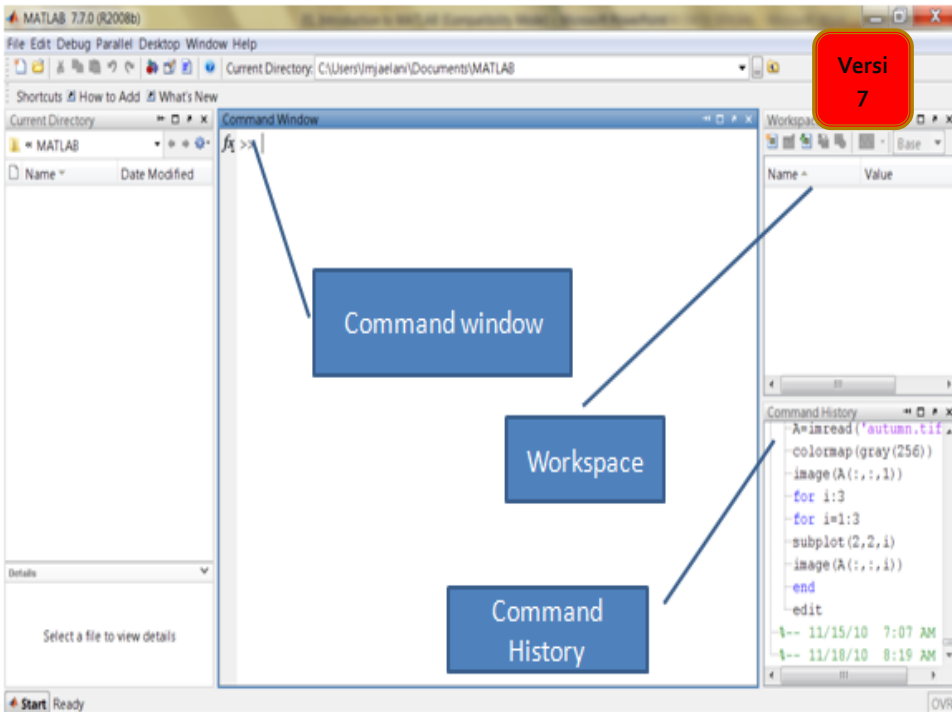 MATLAB 7.7.0 (R2008b)
File Edit Debug Parallel Desktop Window Help
Current Directory: C:\Users\lmjaelani\Documents\MATLAB
Versi
7
Shortcuts How to Add What's New
Current Directory
« MATLAB
Name Date Modified
Details
Select a file to view details
Command Window
fx >>
Command window
Workspace
Command
History
Base
Name Value
Command History
A=imread('autumn.tif
colormap(gray(256))
image(A(:,:,1))
for i:3
for i=1:3
subplot(2,2,i)
image(A(:,:,i))
end
edit
%-- 11/15/10 7:07 AM
%-- 11/18/10 8:19 AM
Start Ready
OVR